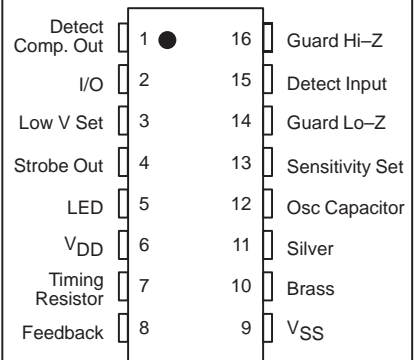 Detect
Comp. Out 1 16 Guard Hi–Z
I/O 2 15 Detect Input
Low V Set 3 14 Guard Lo–Z
Strobe Out 4 13 Sensitivity Set
LED 5 12 Osc Capacitor
VDD 6 11 Silver
Timing
Resistor 7 10 Brass
Feedback 8 9 VSS